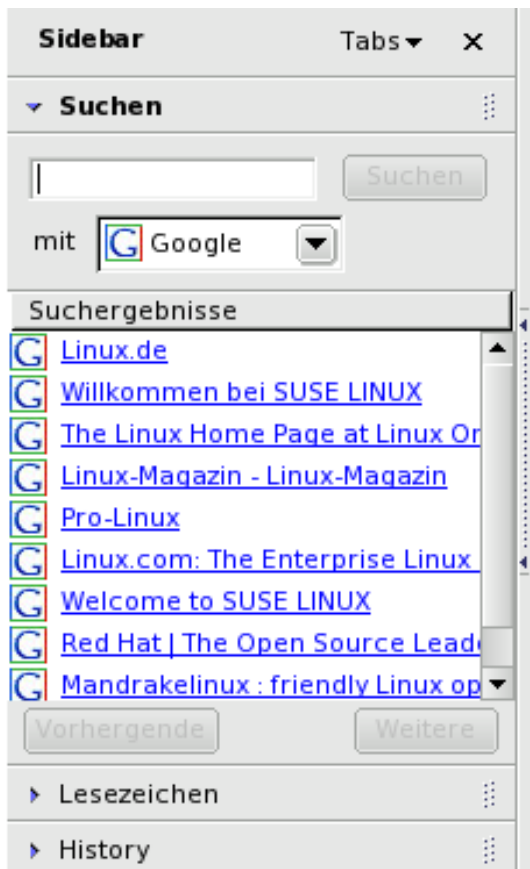 Sidebar Tabs
Suchen
Suchen
mit Google
Suchergebnisse
Linux.de
Willkommen bei SUSE LINUX
The Linux Home Page at Linux Or
Linux-Magazin - Linux-Magazin
Pro-Linux
Linux.com: The Enterprise Linux
Welcome to SUSE LINUX
Red Hat | The Open Source Leade
Mandrakelinux : friendly Linux op
Vorhergende Weitere
Lesezeichen
History